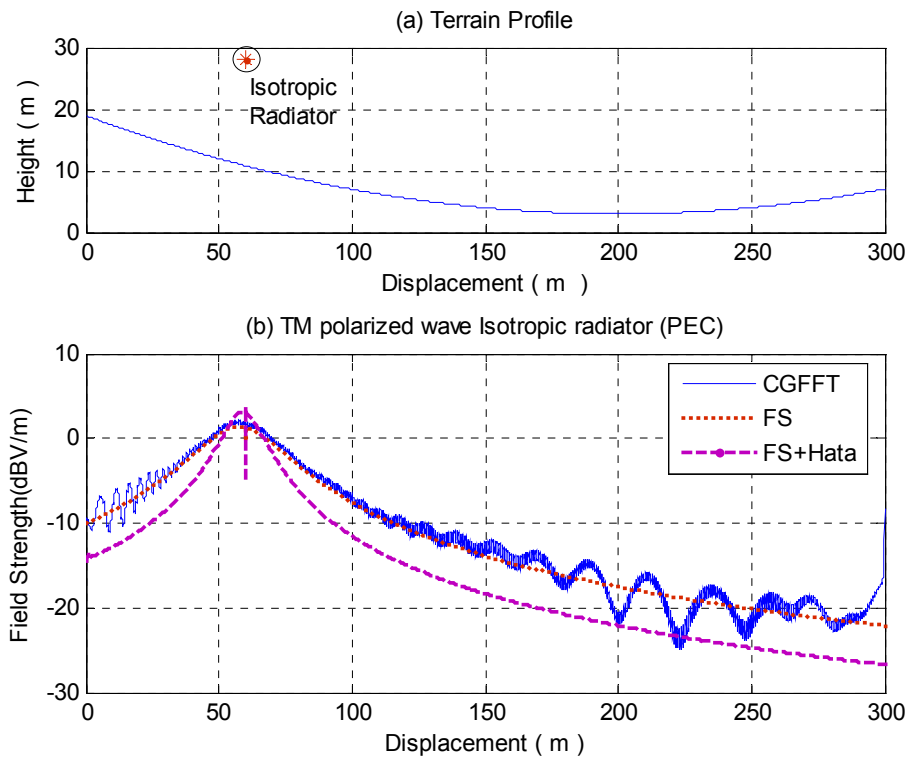 (a) Terrain Profile
30
20
10
0
Height ( m )
Isotropic
Radiator
0
50
100
150
200
250
300
Displacement ( m )
(b) TM polarized wave Isotropic radiator (PEC)
10
0
-10
-20
-30
Field Strength(dBV/m)
CGFFT
FS
FS+Hata
0
50
100
150
200
250
300
Displacement ( m )